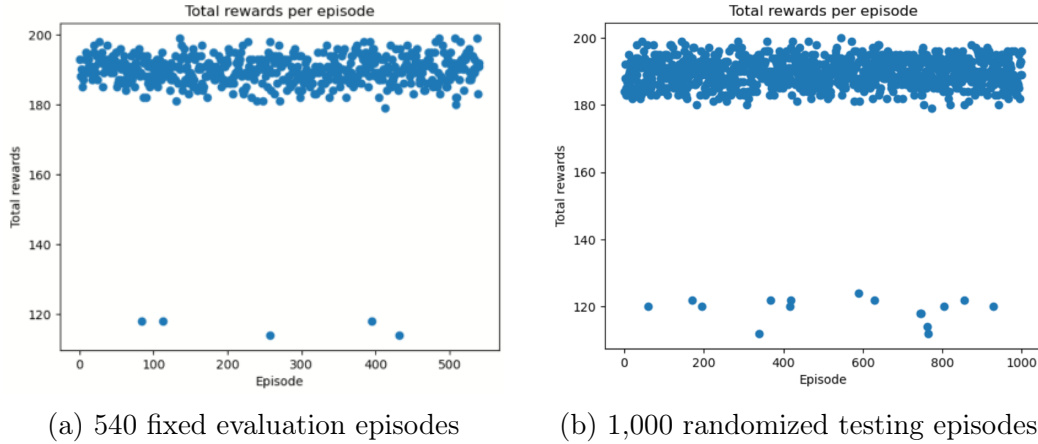 Total rewards per episode
200
180
160
140
120
Total rewards
0
100
200
300
400
500
Episode
(a) 540 fixed evaluation episodes
Total rewards per episode
200
180
160
140
120
Total rewards
0
200
400
600
800
1000
Episode
(b) 1,000 randomized testing episodes